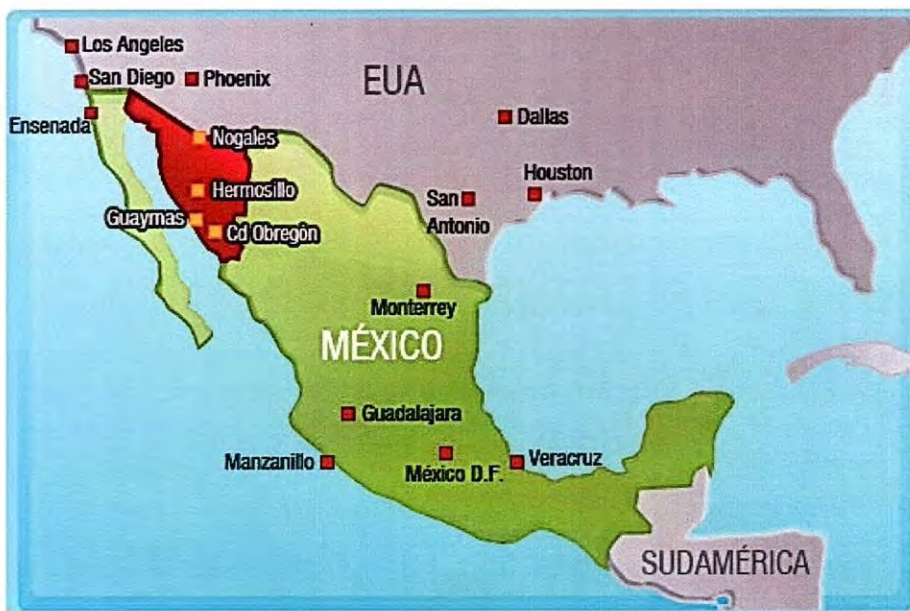 Los Angeles
San Diego
Phoenix
EUA
Dallas
Ensenada
Nogales
Houston
Hermosillo
San
Antonio
Guaymas
Cd Obregón
Monterrey
MÉXICO
Guadalajara
Manzanillo
México D.F.
Veracruz
SUDAMÉRICA